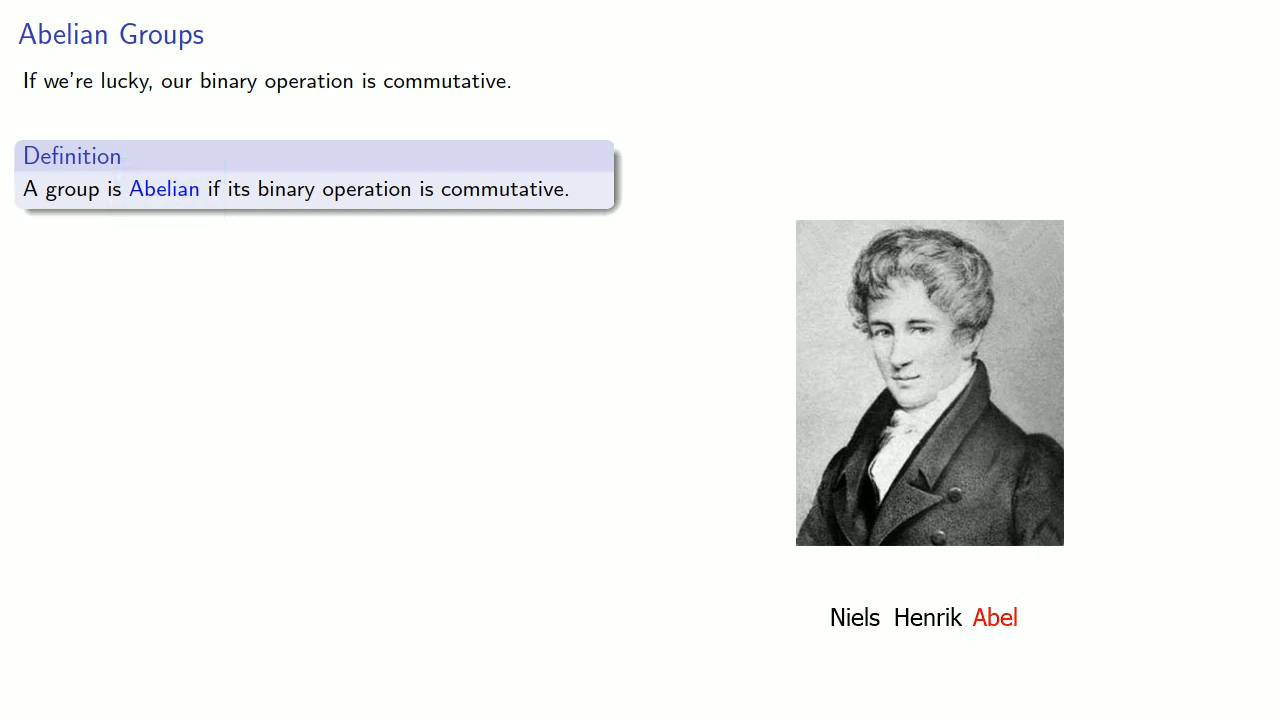 Abelian Groups
If we're lucky, our binary operation is commutative.
Definition
A group is Abelian if its binary operation is commutative.
Niels Henrik Abel